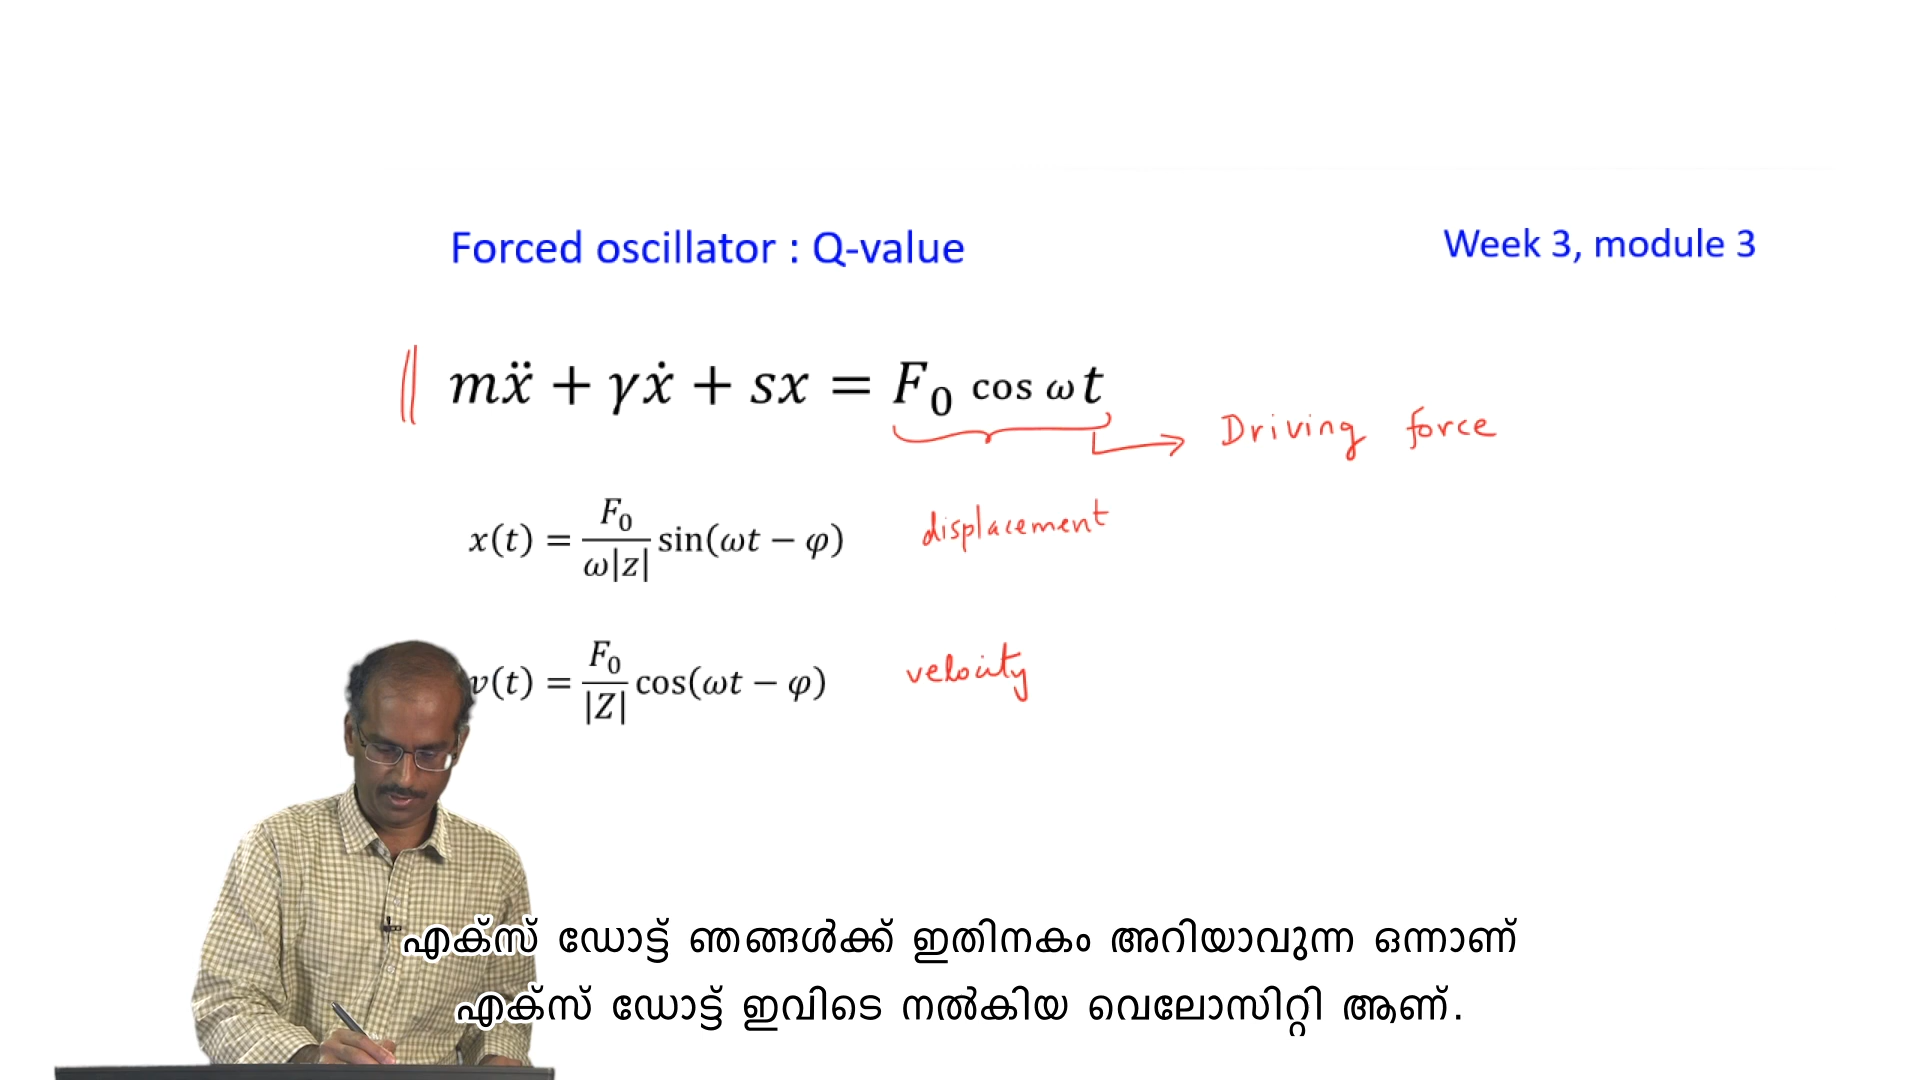 Forced oscillator : Q-value
Week 3, module 3
mẍ + γẋ + sx = F₀ cos ωt
Driving force
x(t) = F₀/ω|z| sin(ωt − φ)
displacement
v(t) = F₀/|Z| cos(ωt − φ)
velocity
എക്സ് ഡോട്ട് ഞങ്ങൾക്ക് ഇതിനകം അറിയാവുന്ന ഒന്നാണ്
എക്സ് ഡോട്ട് ഇവിടെ നൽകിയ വെലോസിറ്റി ആണ്.